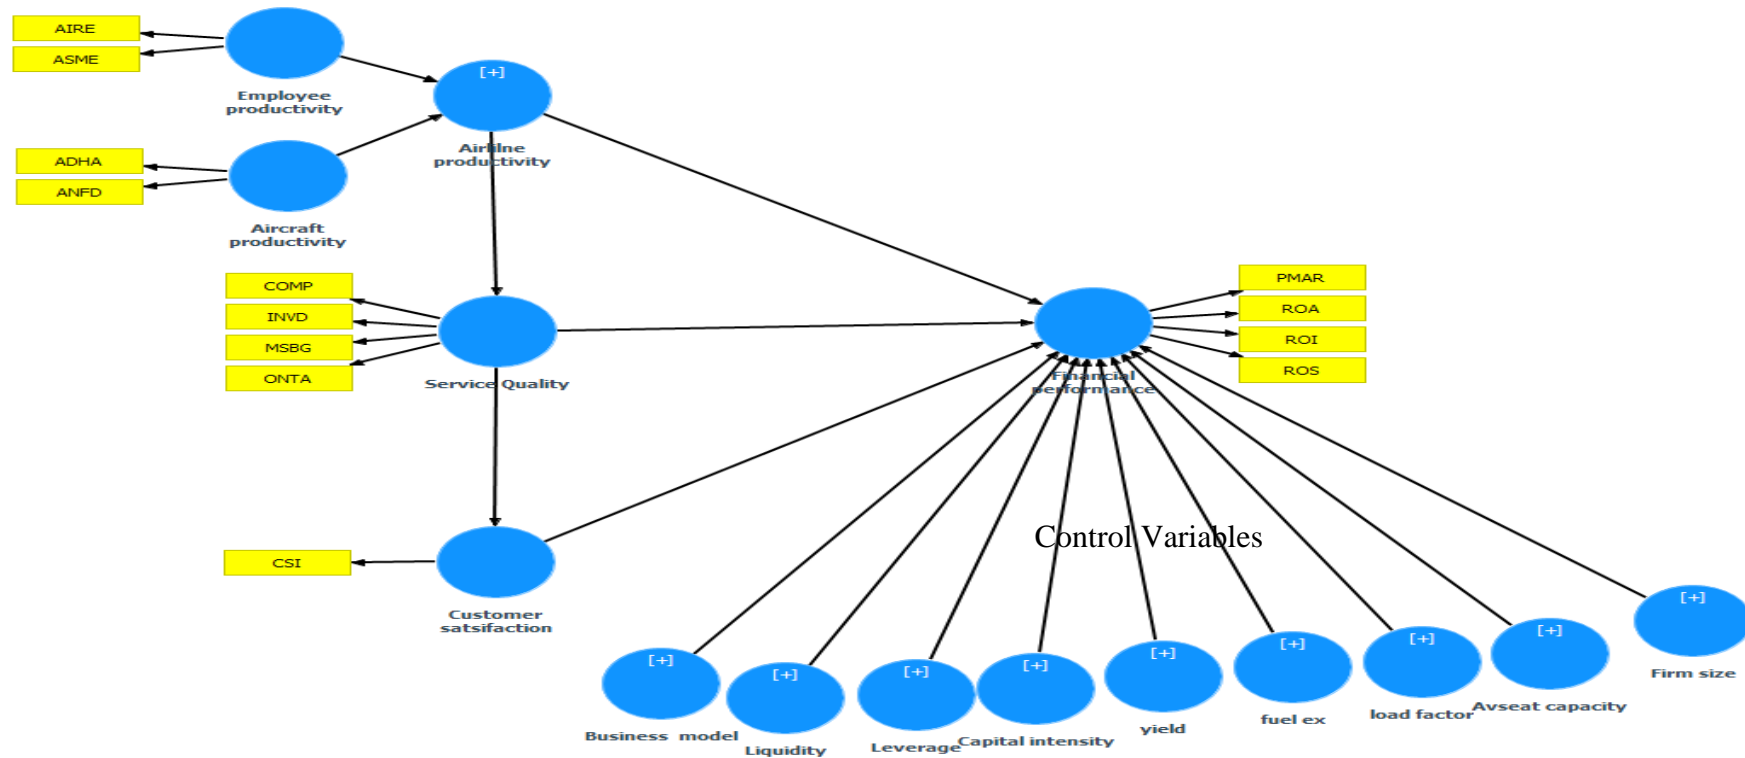 AIRE
ASME
Employee
productivity
[+]
Airlilne
productivity
ADHA
ANFD
Aircraft
productivity
COMP
INVD
MSBG
ONTA
Service Quality
PMAR
ROA
ROI
ROS
Financial
performance
CSI
Customer
satsifaction
Control Variables
[+]
Business model
[+]
Liquidity
[+]
Leverage
[+]
Capital intensity
[+]
yield
[+]
fuel ex
[+]
load factor
[+]
Avseat capacity
[+]
Firm size